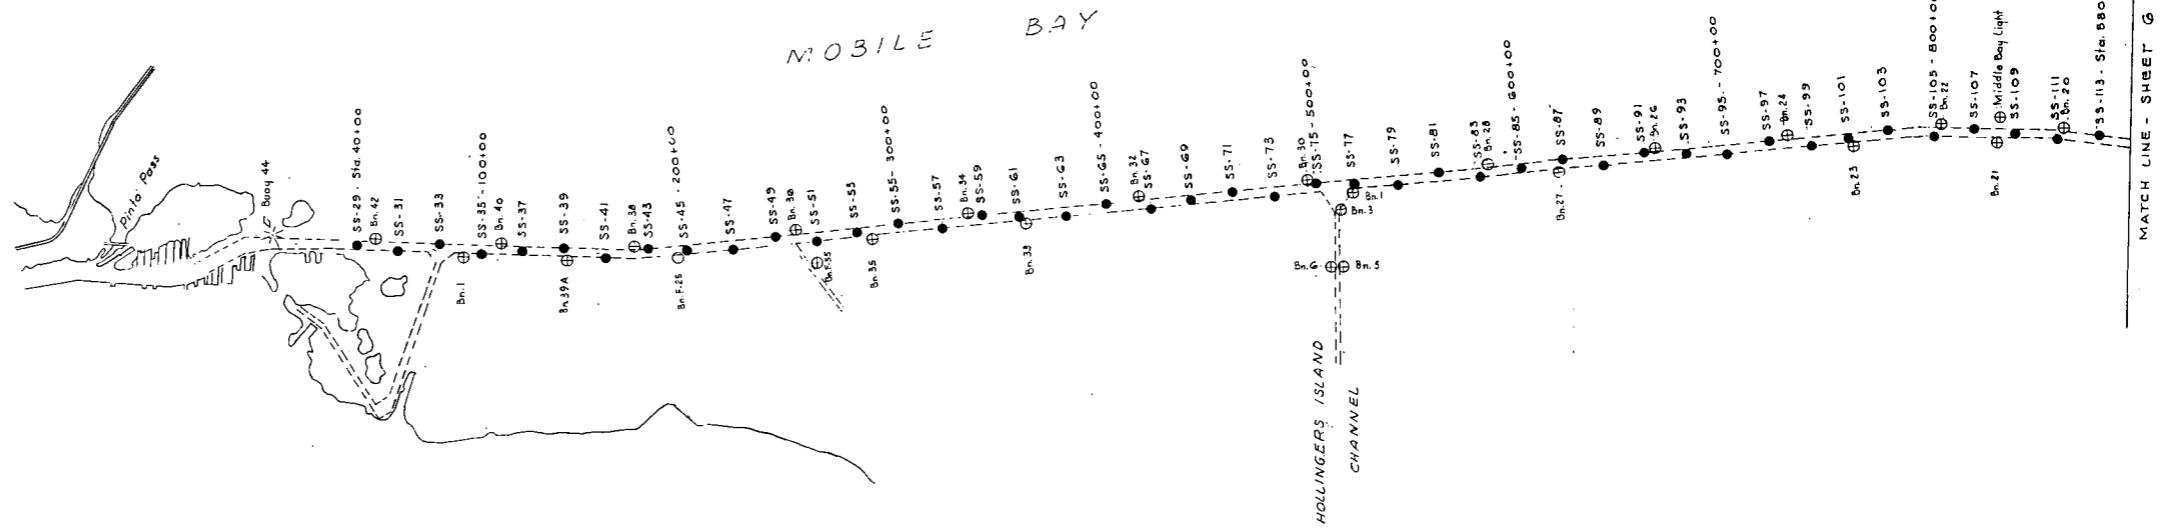 MOBILE BAY
Pinto Pass
Buoy 44
SS-29 - Sta. 40+00
Bn. 42
SS-31
SS-33
Bn. 1
SS-35 - 100+00
Bn. 40
SS-37
SS-39
Bn. 39A
SS-41
Bn. 38
SS-43
SS-45 - 200+00
Bn. F-25
SS-47
SS-49
Bn. 36
SS-51
SS-53
Bn. 35
SS-55 - 300+00
SS-57
Bn. 34
SS-59
SS-61
Bn. 33
SS-63
SS-65 - 400+00
Bn. 32
SS-67
SS-69
SS-71
SS-73
Bn. 30
SS-75 - 500+00
SS-77
Bn. 1
Bn. 3
Bn. 6
Bn. 5
HOLLINGERS ISLAND
CHANNEL
SS-79
SS-81
SS-83
Bn. 28
SS-85 - 600+00
SS-87
Bn. 27
SS-89
SS-91
Bn. 26
SS-93
SS-95 - 700+00
SS-97
Bn. 24
SS-99
SS-101
Bn. 23
SS-103
SS-105 - 800+00
Bn. 22
SS-107
Middle Bay Light
Bn. 21
SS-109
SS-111
Bn. 20
SS-113 - Sta. 880
MATCH LINE - SHEET 6